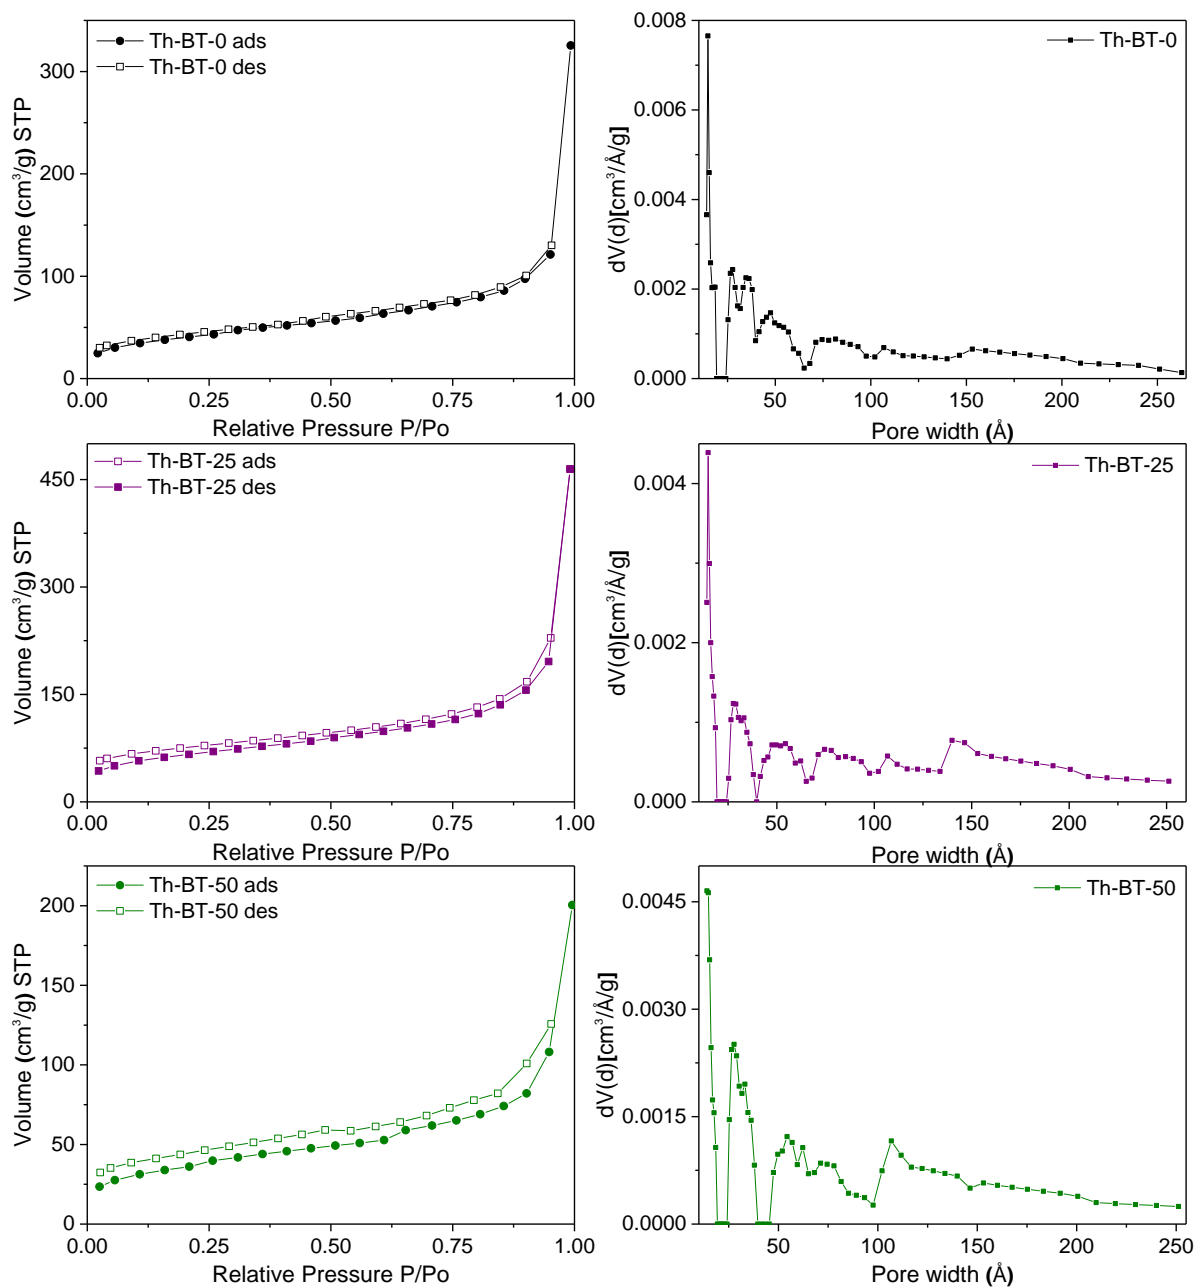 Th-BT-0 ads
Th-BT-0 des
300
200
100
0
0.00 0.25 0.50 0.75 1.00
Relative Pressure P/Po
Volume (cm³/g) STP
Th-BT-0
0.008
0.006
0.004
0.002
0.000
50 100 150 200 250
Pore width (Å)
dV(d)[cm³/Å/g]
Th-BT-25 ads
Th-BT-25 des
450
300
150
0
0.00 0.25 0.50 0.75 1.00
Relative Pressure P/Po
Volume (cm³/g) STP
Th-BT-25
0.004
0.002
0.000
50 100 150 200 250
Pore width (Å)
dV(d)[cm³/Å/g]
Th-BT-50 ads
Th-BT-50 des
200
150
100
50
0
0.00 0.25 0.50 0.75 1.00
Relative Pressure P/Po
Volume (cm³/g) STP
Th-BT-50
0.0045
0.0030
0.0015
0.0000
50 100 150 200 250
Pore width (Å)
dV(d)[cm³/Å/g]